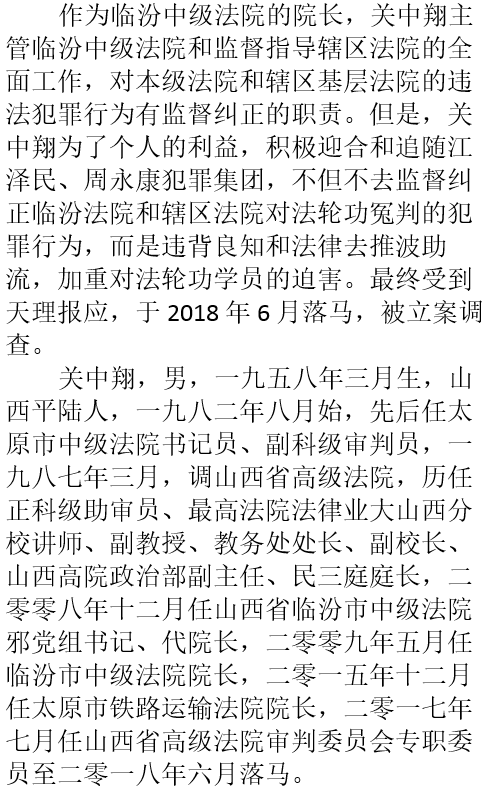 作为临汾中级法院的院长，关中翔主
管临汾中级法院和监督指导辖区法院的全
面工作，对本级法院和辖区基层法院的违
法犯罪行为有监督纠正的职责。但是，关
中翔为了个人的利益，积极迎合和追随江
泽民、周永康犯罪集团，不但不去监督纠
正临汾法院和辖区法院对法轮功冤判的犯
罪行为，而是违背良知和法律去推波助
流，加重对法轮功学员的迫害。最终受到
天理报应，于 2018 年 6 月落马，被立案调
查。
关中翔，男，一九五八年三月生，山
西平陆人，一九八二年八月始，先后任太
原市中级法院书记员、副科级审判员，一
九八七年三月，调山西省高级法院，历任
正科级助审员、最高法院法律业大山西分
校讲师、副教授、教务处处长、副校长、
山西高院政治部副主任、民三庭庭长，二
零零八年十二月任山西省临汾市中级法院
邪党组书记、代院长，二零零九年五月任
临汾市中级法院院长，二零一五年十二月
任太原市铁路运输法院院长，二零一七年
七月任山西省高级法院审判委员会专职委
员至二零一八年六月落马。